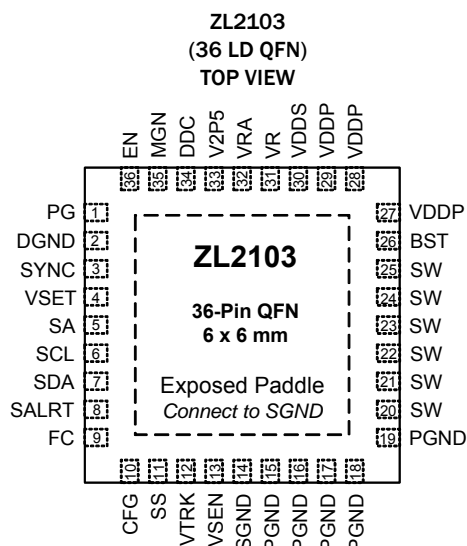 ZL2103
(36 LD QFN)
TOP VIEW
EN
MGN
DDC
V2P5
VRA
VR
VDDS
VDDP
VDDP
36
35
34
33
32
31
30
29
28
PG 1
DGND 2
SYNC 3
VSET 4
SA 5
SCL 6
SDA 7
SALRT 8
FC 9
ZL2103
36-Pin QFN
6 x 6 mm
Exposed Paddle
Connect to SGND
27 VDDP
26 BST
25 SW
24 SW
23 SW
22 SW
21 SW
20 SW
19 PGND
10
11
12
13
14
15
16
17
18
CFG
SS
VTRK
VSEN
SGND
PGND
PGND
PGND
PGND